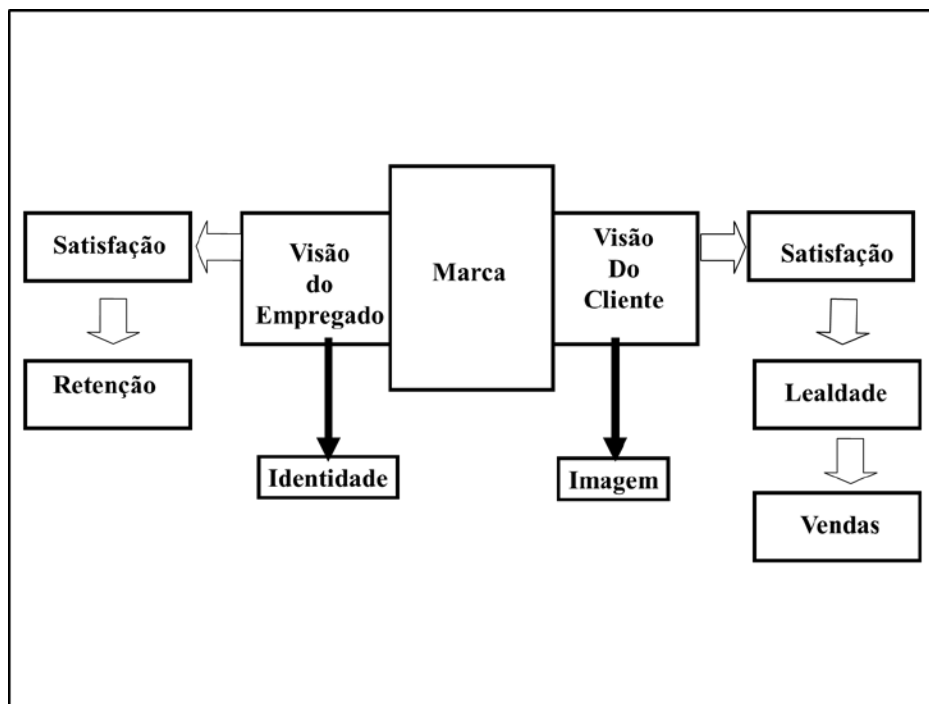 Satisfação
Visão
do
Empregado
Marca
Visão
Do
Cliente
Satisfação
Retenção
Lealdade
Identidade
Imagem
Vendas